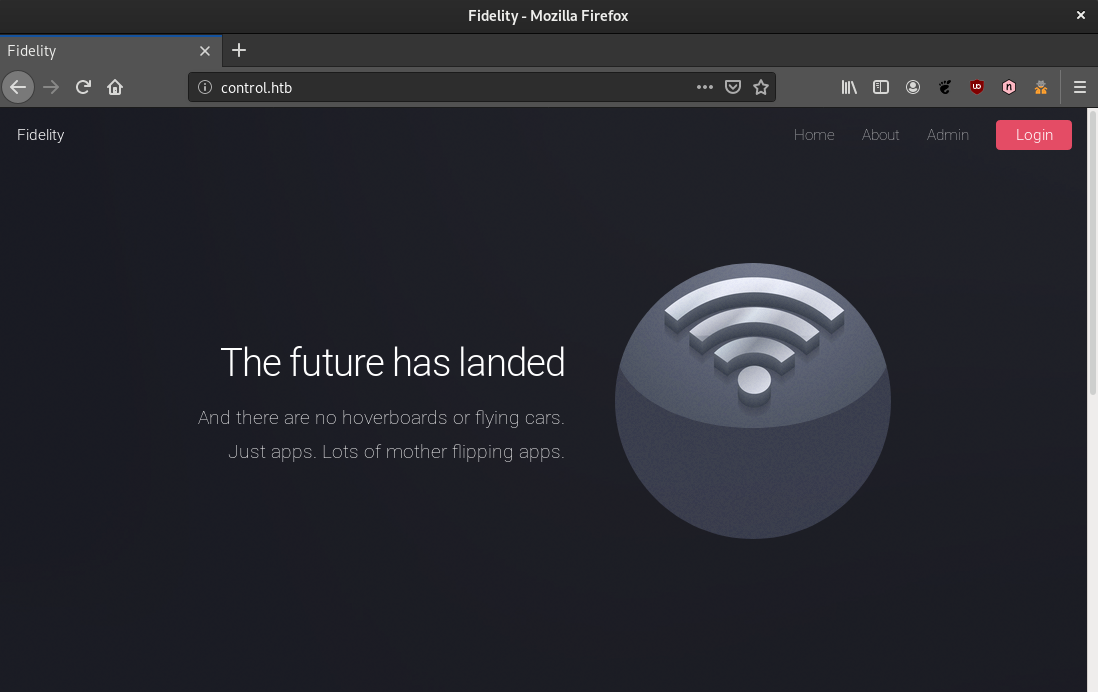 Fidelity - Mozilla Firefox
Fidelity
control.htb
Fidelity
Home About Admin Login
The future has landed
And there are no hoverboards or flying cars.
Just apps. Lots of mother flipping apps.